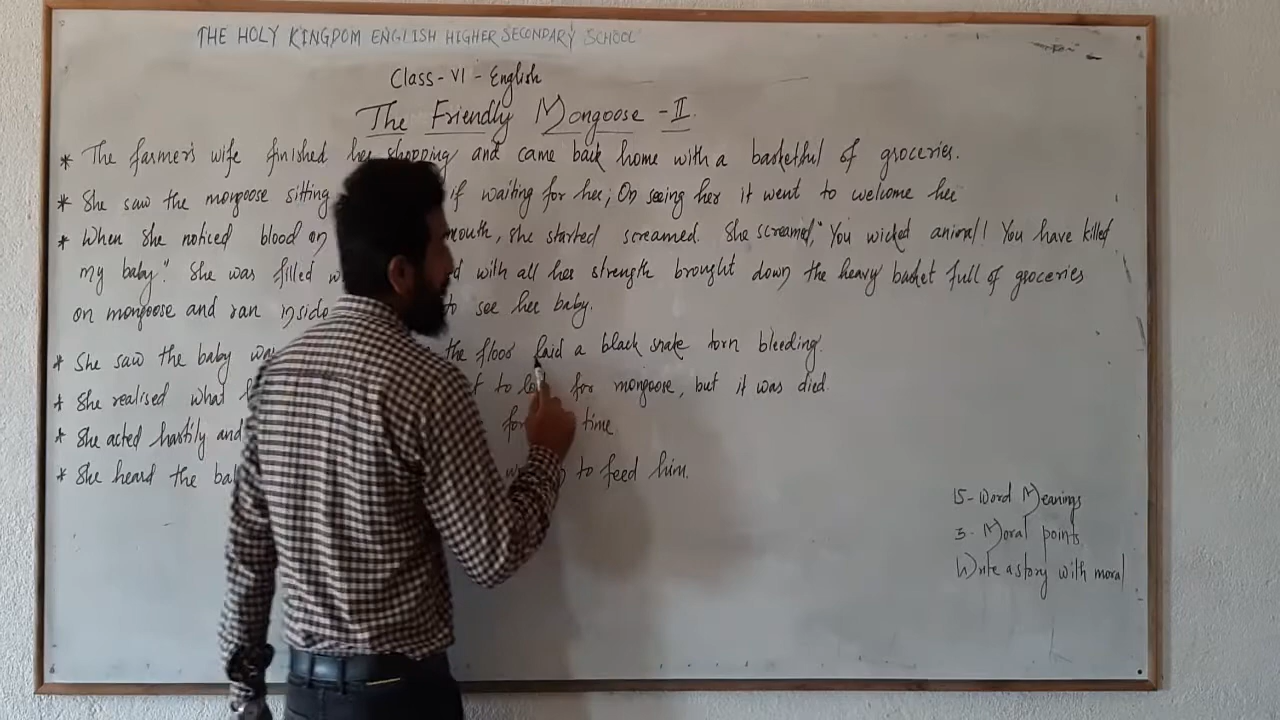 THE HOLY KINGDOM ENGLISH HIGHER SECONDARY SCHOOL
Class - VI - English
The Friendly Mongoose - II
* The farmer's wife finished her shopping and came back home with a basketful of groceries.
* She saw the mongoose sitting if waiting for her; On seeing her it went to welcome her
* When she noticed blood on mouth, she started screamed. She screamed, "You wicked animal! You have killed
my baby". She was filled with all her strength brought down the heavy basket full of groceries
on mongoose and ran inside to see her baby.
* She saw the baby the floor laid a black snake torn bleeding.
* She realised what to for mongoose, but it was died.
* She acted hastily and time.
* She heard the to feed him.
15 - Word Meanings
3 - Moral points
Write a story with moral